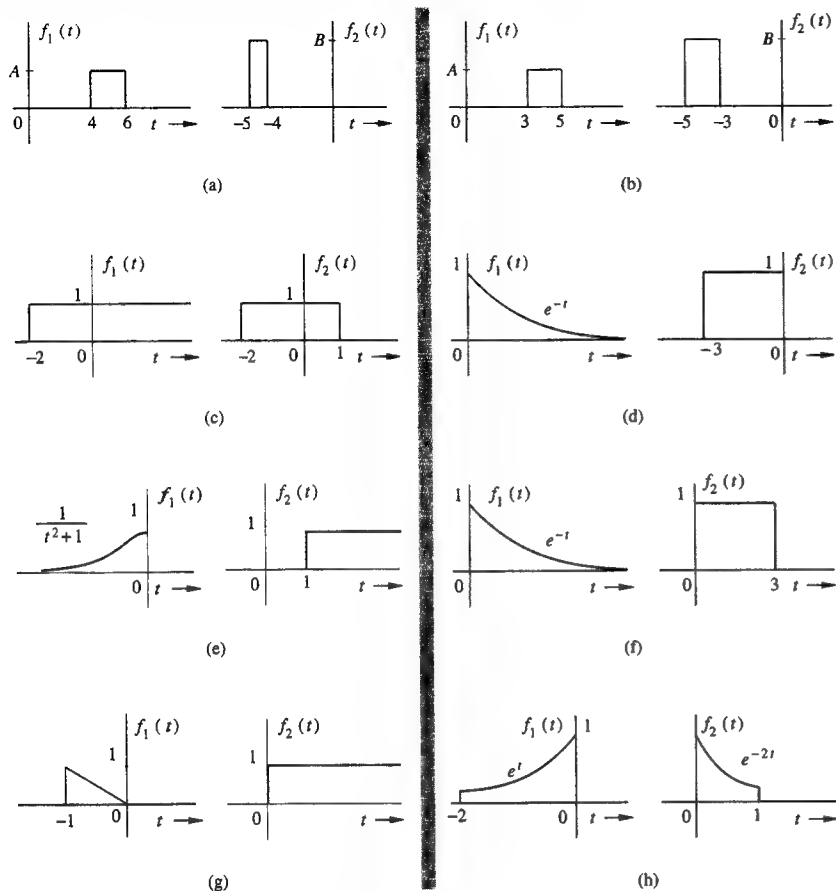 f₁(t)
A
0
4
6
t
B
f₂(t)
−5
−4
t
(a)
f₁(t)
A
0
3
5
t
B
f₂(t)
−5
−3
0
t
(b)
f₁(t)
1
−2
0
t
f₂(t)
1
−2
0
1
t
(c)
1
f₁(t)
e⁻ᵗ
0
t
1
f₂(t)
−3
0
t
(d)
1/(t²+1)
1
f₁(t)
0
t
f₂(t)
1
0
1
t
(e)
1
f₁(t)
e⁻ᵗ
0
t
1
f₂(t)
0
3
t
(f)
f₁(t)
1
−1
0
t
1
f₂(t)
0
t
(g)
f₁(t)
1
eᵗ
−2
0
t
f₂(t)
e⁻²ᵗ
0
1
t
(h)